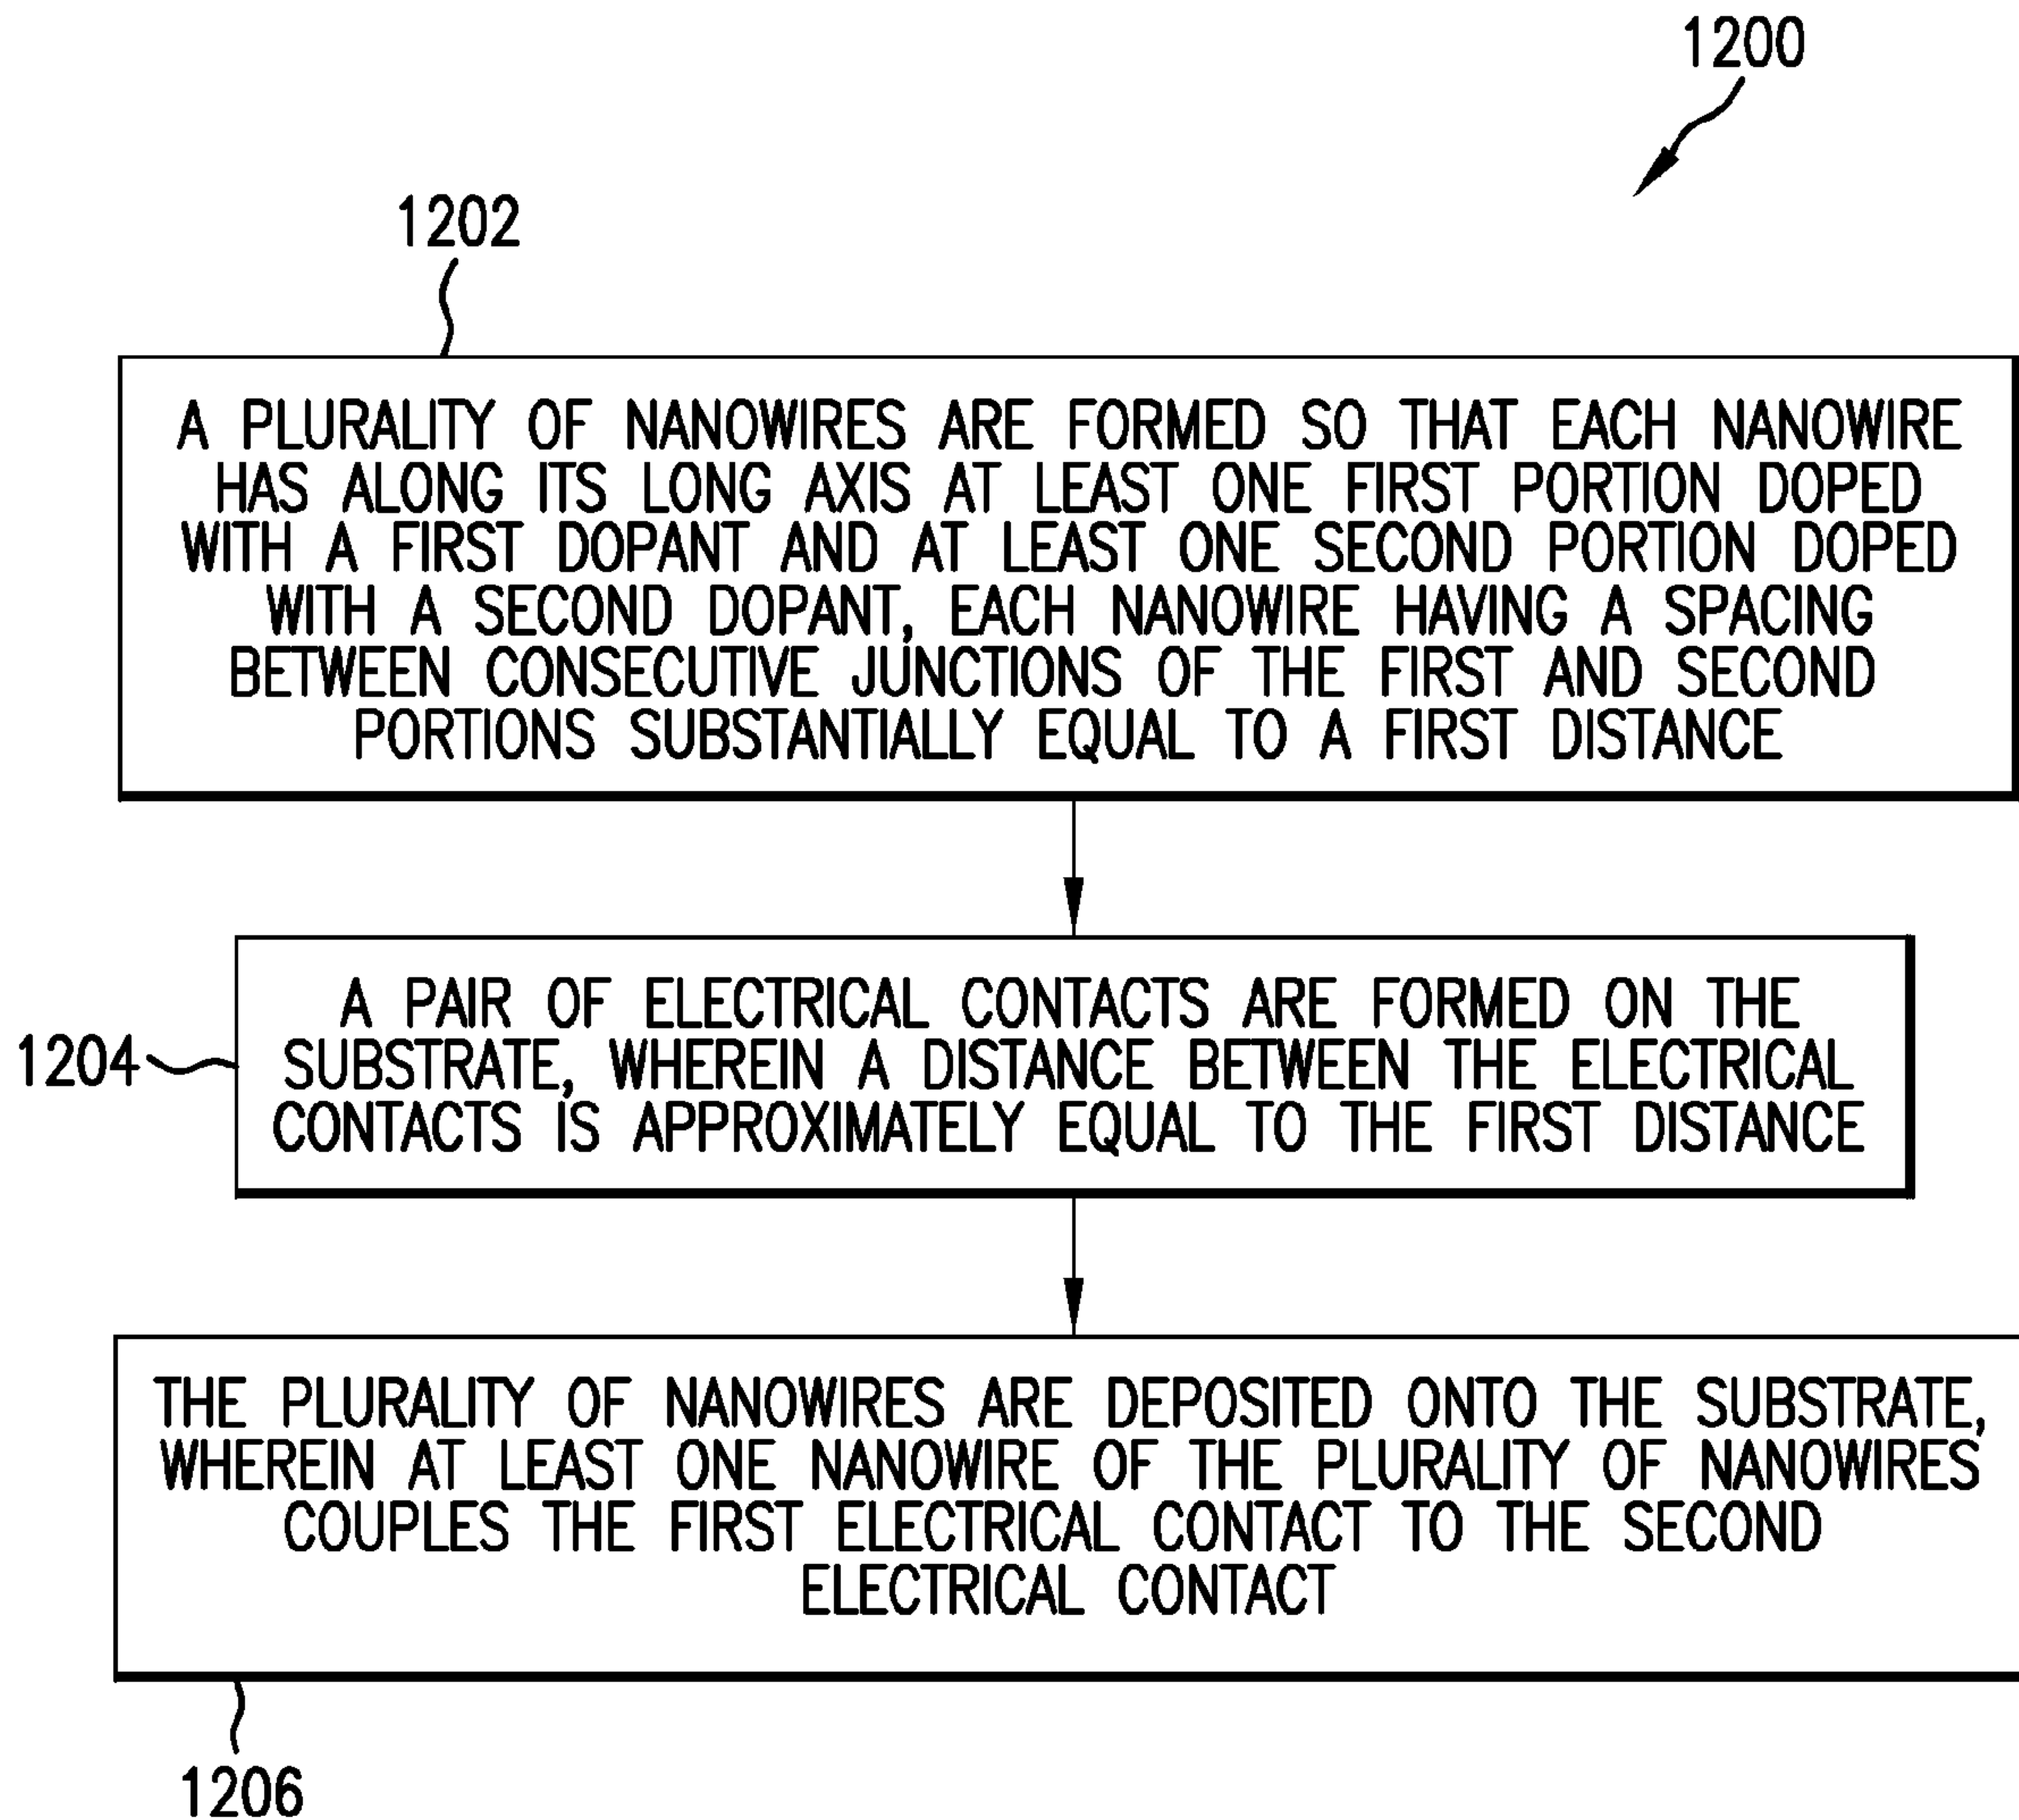 1200
1202
A PLURALITY OF NANOWIRES ARE FORMED SO THAT EACH NANOWIRE
HAS ALONG ITS LONG AXIS AT LEAST ONE FIRST PORTION DOPED
WITH A FIRST DOPANT AND AT LEAST ONE SECOND PORTION DOPED
WITH A SECOND DOPANT, EACH NANOWIRE HAVING A SPACING
BETWEEN CONSECUTIVE JUNCTIONS OF THE FIRST AND SECOND
PORTIONS SUBSTANTIALLY EQUAL TO A FIRST DISTANCE
1204
A PAIR OF ELECTRICAL CONTACTS ARE FORMED ON THE
SUBSTRATE, WHEREIN A DISTANCE BETWEEN THE ELECTRICAL
CONTACTS IS APPROXIMATELY EQUAL TO THE FIRST DISTANCE
THE PLURALITY OF NANOWIRES ARE DEPOSITED ONTO THE SUBSTRATE,
WHEREIN AT LEAST ONE NANOWIRE OF THE PLURALITY OF NANOWIRES
COUPLES THE FIRST ELECTRICAL CONTACT TO THE SECOND
ELECTRICAL CONTACT
1206